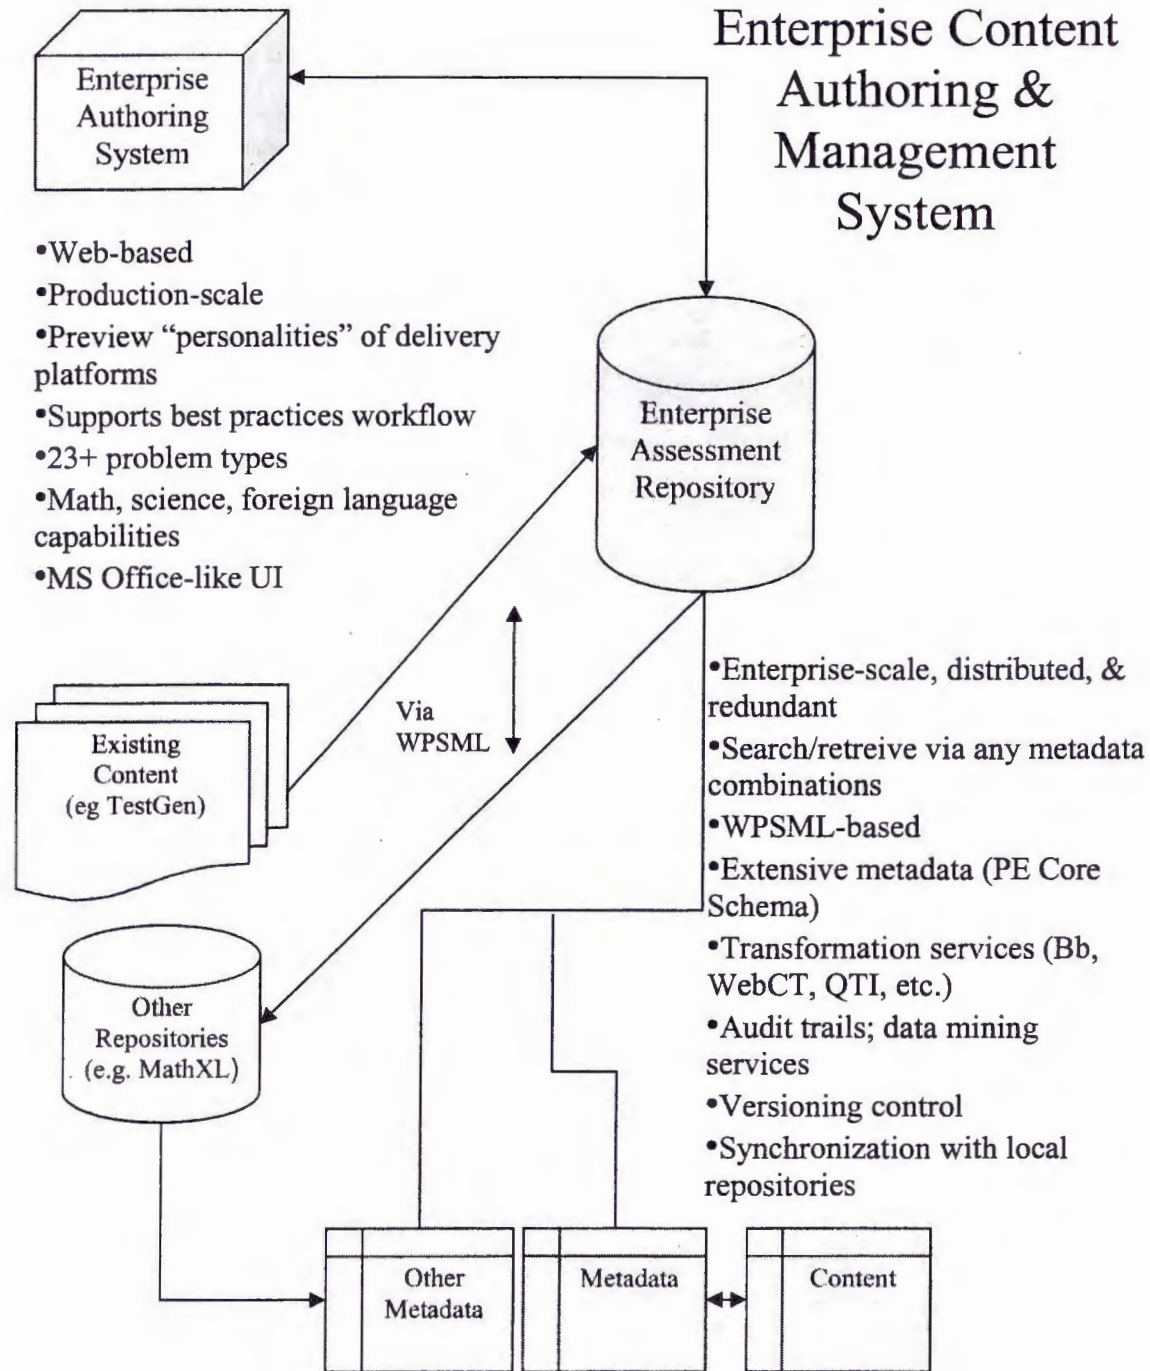 Enterprise Content
Authoring &
Management
System
Enterprise
Authoring
System
•Web-based
•Production-scale
•Preview “personalities” of delivery
platforms
•Supports best practices workflow
•23+ problem types
•Math, science, foreign language
capabilities
•MS Office-like UI
Enterprise
Assessment
Repository
Existing
Content
(eg TestGen)
Via
WPSML
•Enterprise-scale, distributed, &
redundant
•Search/retreive via any metadata
combinations
•WPSML-based
•Extensive metadata (PE Core
Schema)
•Transformation services (Bb,
WebCT, QTI, etc.)
•Audit trails; data mining
services
•Versioning control
•Synchronization with local
repositories
Other
Repositories
(e.g. MathXL)
Other
Metadata
Metadata
Content